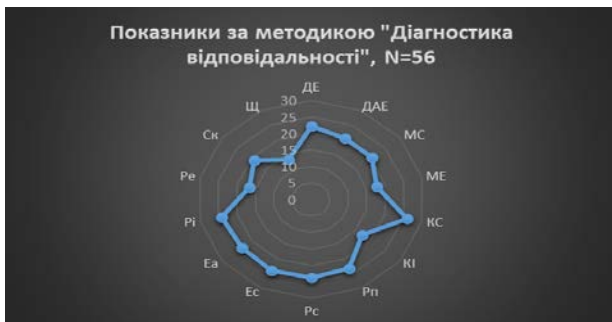 Показники за методикою "Діагностика
відповідальності", N=56
ДЕ
ДАЕ
МС
МЕ
КС
КІ
Рп
Рс
Ес
Еа
Рі
Ре
Ск
Щ
30
25
20
15
10
5
0